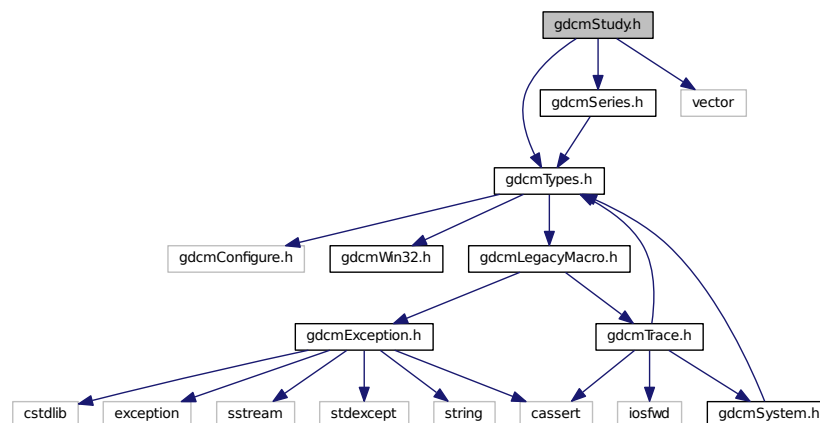 gdcmStudy.h
gdcmSeries.h
vector
gdcmTypes.h
gdcmConfigure.h
gdcmWin32.h
gdcmLegacyMacro.h
gdcmException.h
gdcmTrace.h
cstdlib
exception
sstream
stdexcept
string
cassert
iosfwd
gdcmSystem.h